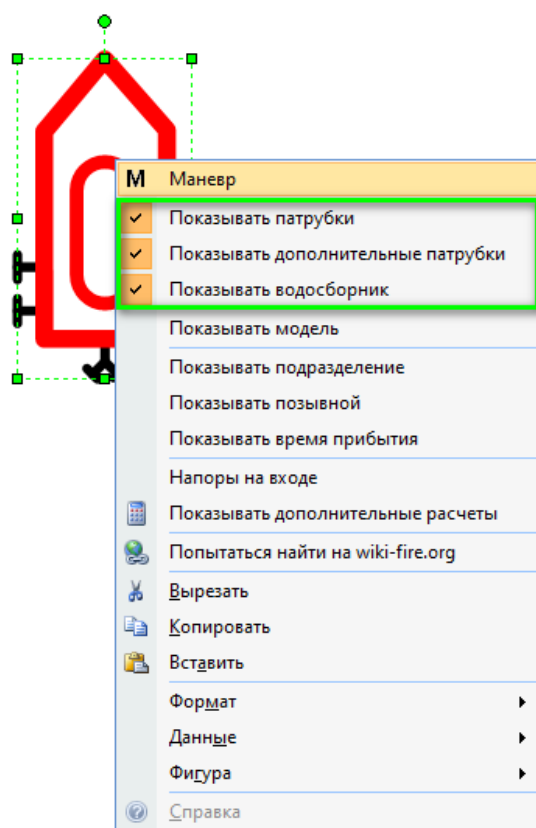 М Маневр
Показывать патрубки
Показывать дополнительные патрубки
Показывать водосборник
Показывать модель
Показывать подразделение
Показывать позывной
Показывать время прибытия
Напоры на входе
Показывать дополнительные расчеты
Попытаться найти на wiki-fire.org
Вырезать
Копировать
Вставить
Формат
Данные
Фигура
Справка